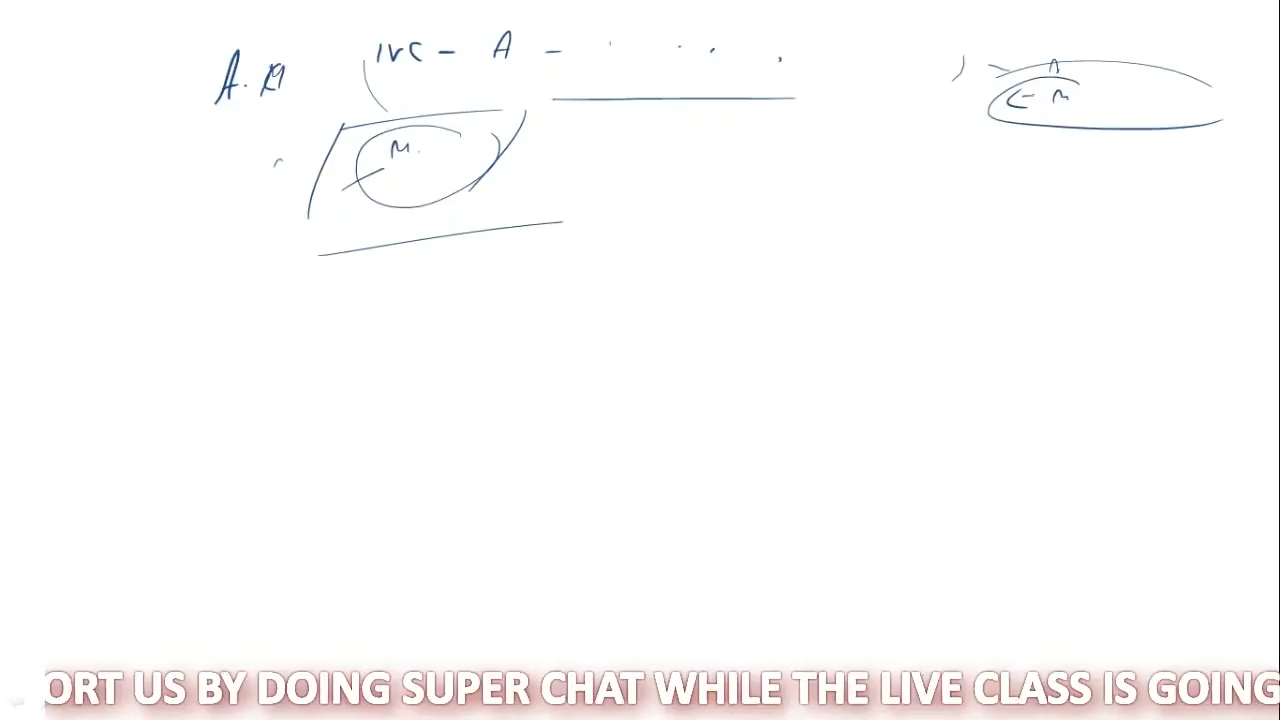 IVC - A -
A
M
← M
M.
ORT US BY DOING SUPER CHAT WHILE THE LIVE CLASS IS GOING